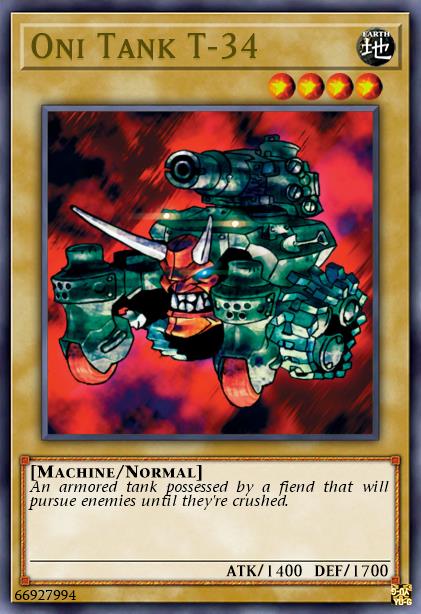 Oni Tank T-34
EARTH
地
[Machine/Normal]
An armored tank possessed by a fiend that will
pursue enemies until they're crushed.
ATK/1400 DEF/1700
66927994